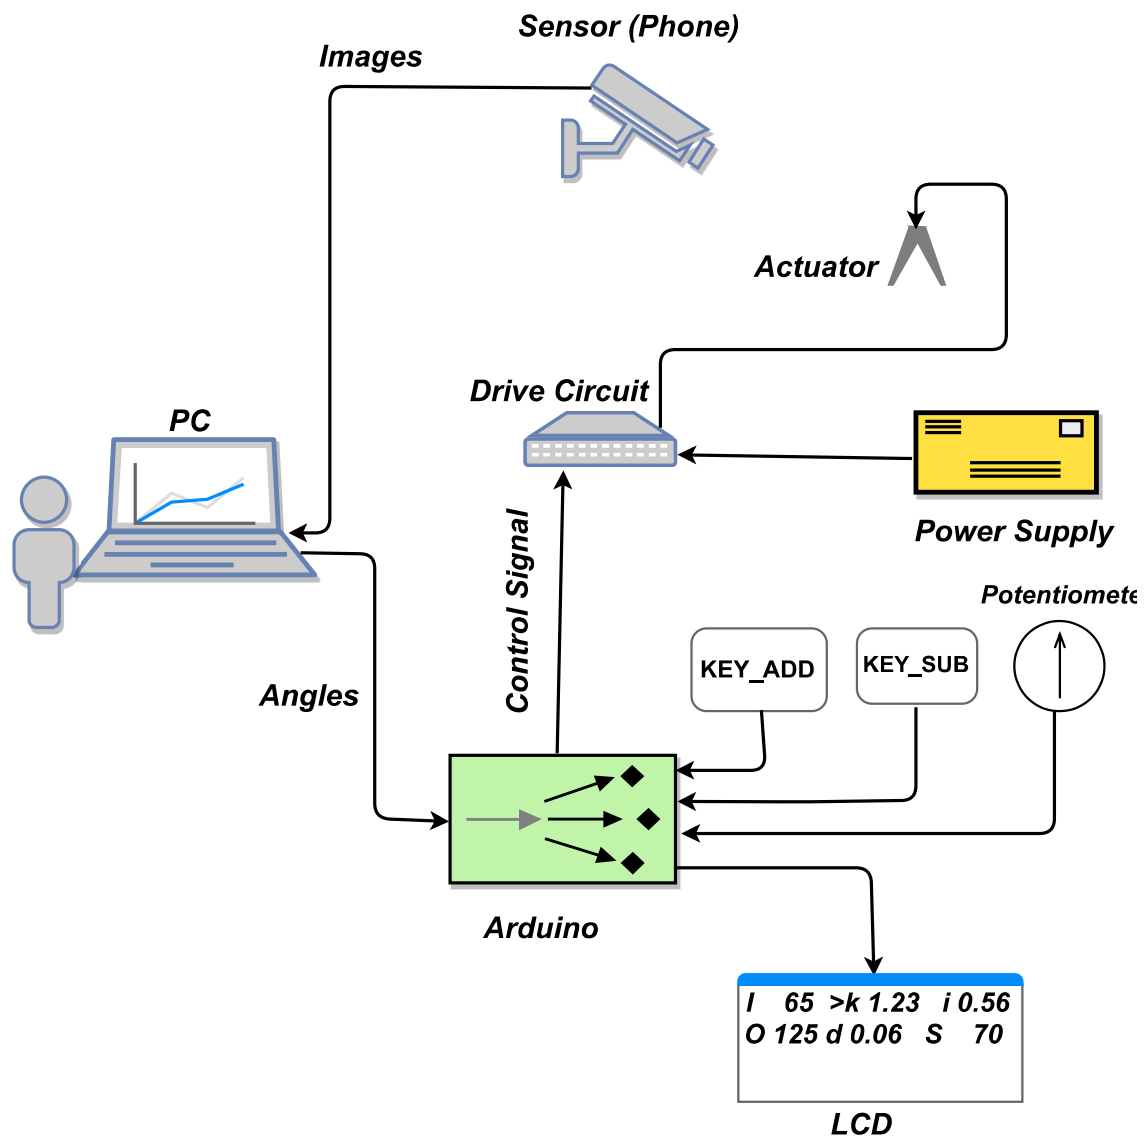 Sensor (Phone)
Images
Actuator
Drive Circuit
PC
Power Supply
Control Signal
Potentiomete
KEY_ADD
KEY_SUB
Angles
Arduino
I 65 >k 1.23 i 0.56
O 125 d 0.06 S 70
LCD